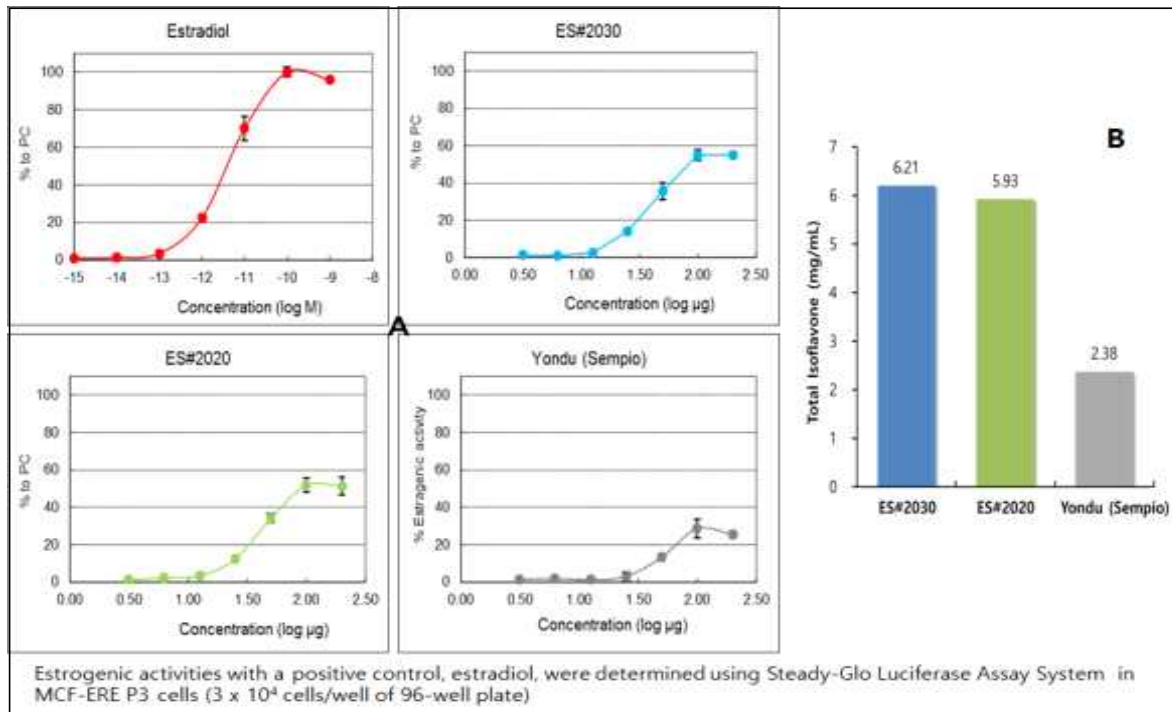 Estradiol
% to PC
100
80
60
40
20
0
-15 -14 -13 -12 -11 -10 -9 -8
Concentration (log M)
ES#2030
% to PC
100
80
60
40
20
0
0.00 0.50 1.00 1.50 2.00 2.50
Concentration (log µg)
A
ES#2020
% to PC
100
80
60
40
20
0
0.00 0.50 1.00 1.50 2.00 2.50
Concentration (log µg)
Yondu (Sempio)
% Estragenic activity
100
80
60
40
20
0
0.00 0.50 1.00 1.50 2.00 2.50
Concentration (log µg)
B
Total Isoflavone (mg/mL)
7
6
5
4
3
2
1
0
6.21
5.93
2.38
ES#2030 ES#2020 Yondu (Sempio)
Estrogenic activities with a positive control, estradiol, were determined using Steady-Glo Luciferase Assay System in
MCF-ERE P3 cells (3 x 10⁴ cells/well of 96-well plate)